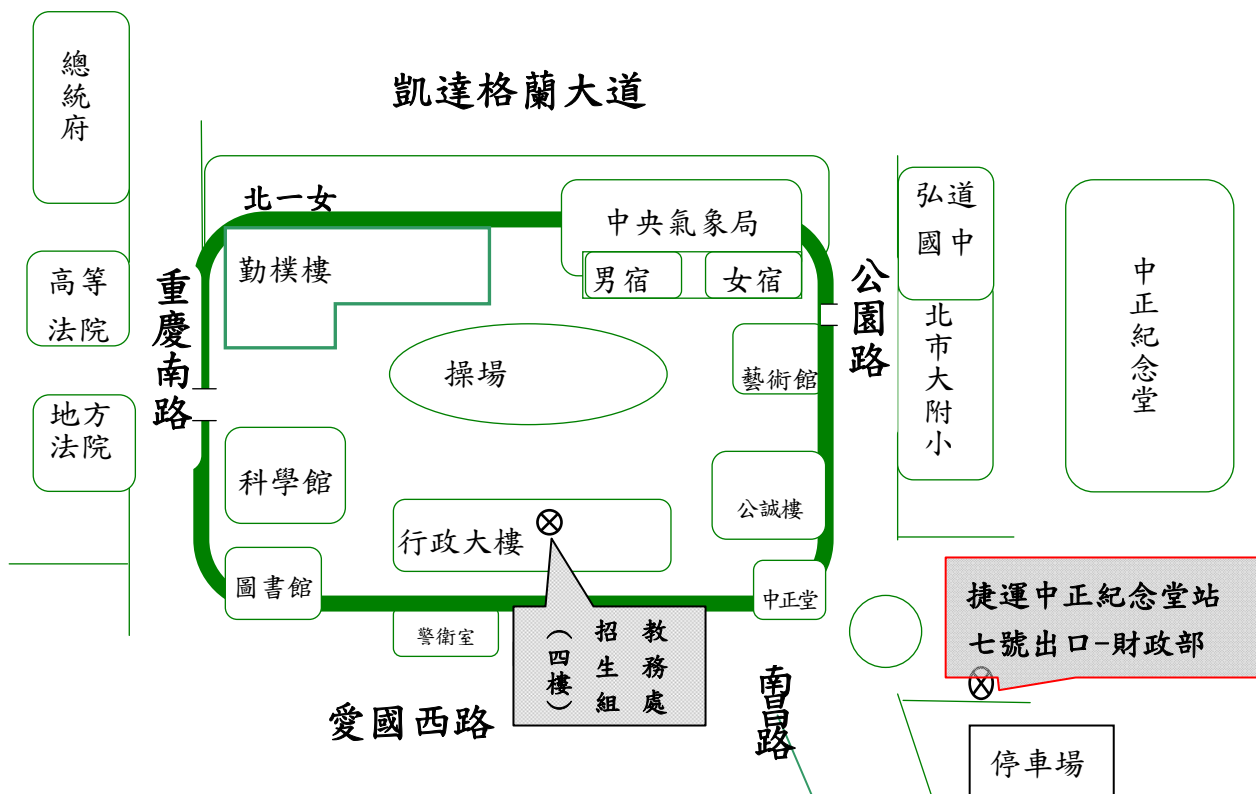 總統府
凱達格蘭大道
北一女
中央氣象局
男宿
女宿
弘道
國中
中正紀念堂
高等
法院
重慶南路
勤樸樓
公園路
北市大附小
操場
藝術館
地方
法院
科學館
公誠樓
行政大樓
圖書館
中正堂
警衛室
教務處
招生組
(四樓)
捷運中正紀念堂站
七號出口-財政部
愛國西路
南昌路
停車場